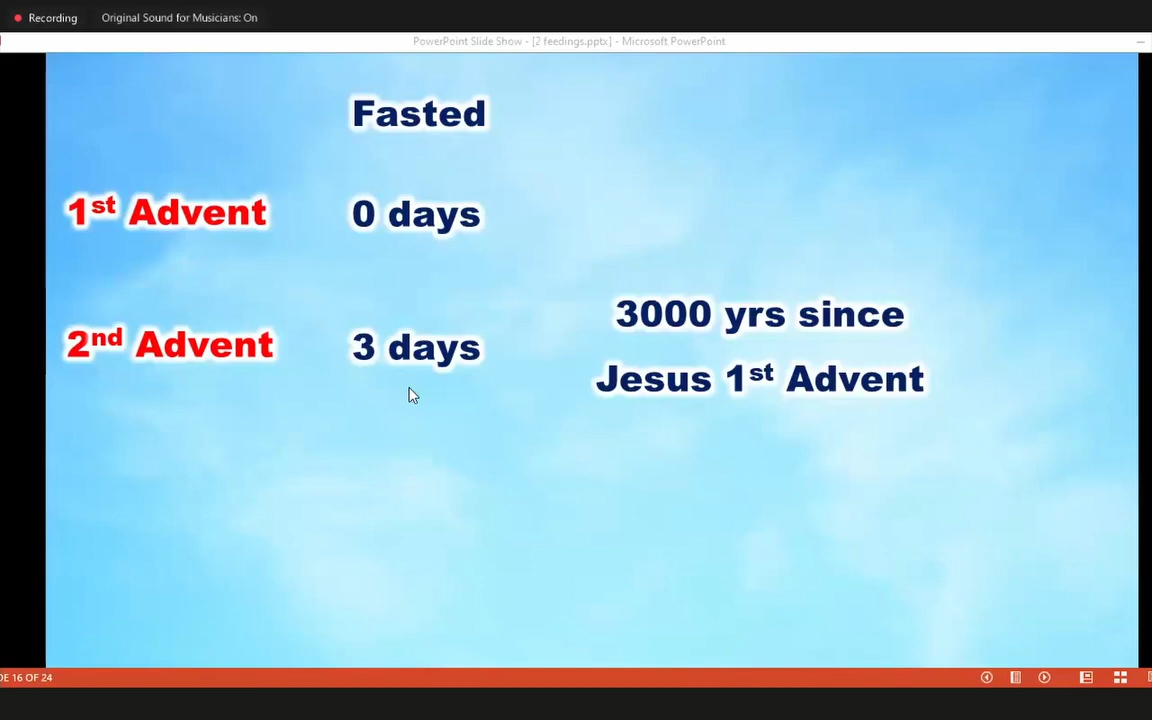 Recording Original Sound for Musicians: On
PowerPoint Slide Show - [2 feedings.pptx] - Microsoft PowerPoint
Fasted
1st Advent 0 days
2nd Advent 3 days
3000 yrs since
Jesus 1st Advent
DE 16 OF 24